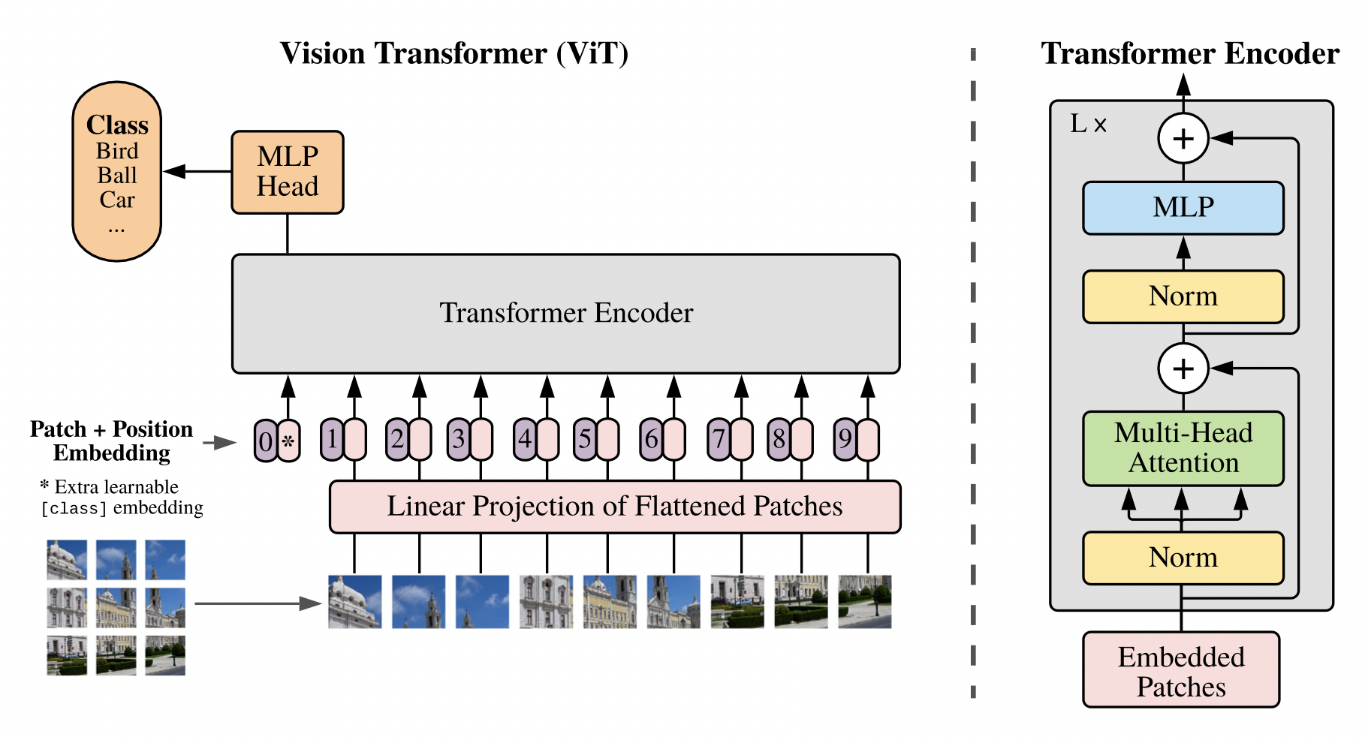 Vision Transformer (ViT)
Class
Bird
Ball
Car
...
MLP
Head
Transformer Encoder
Patch + Position
Embedding
0 * 1 2 3 4 5 6 7 8 9
* Extra learnable
[class] embedding
Linear Projection of Flattened Patches
Transformer Encoder
L ×
+
MLP
Norm
+
Multi-Head
Attention
Norm
Embedded
Patches